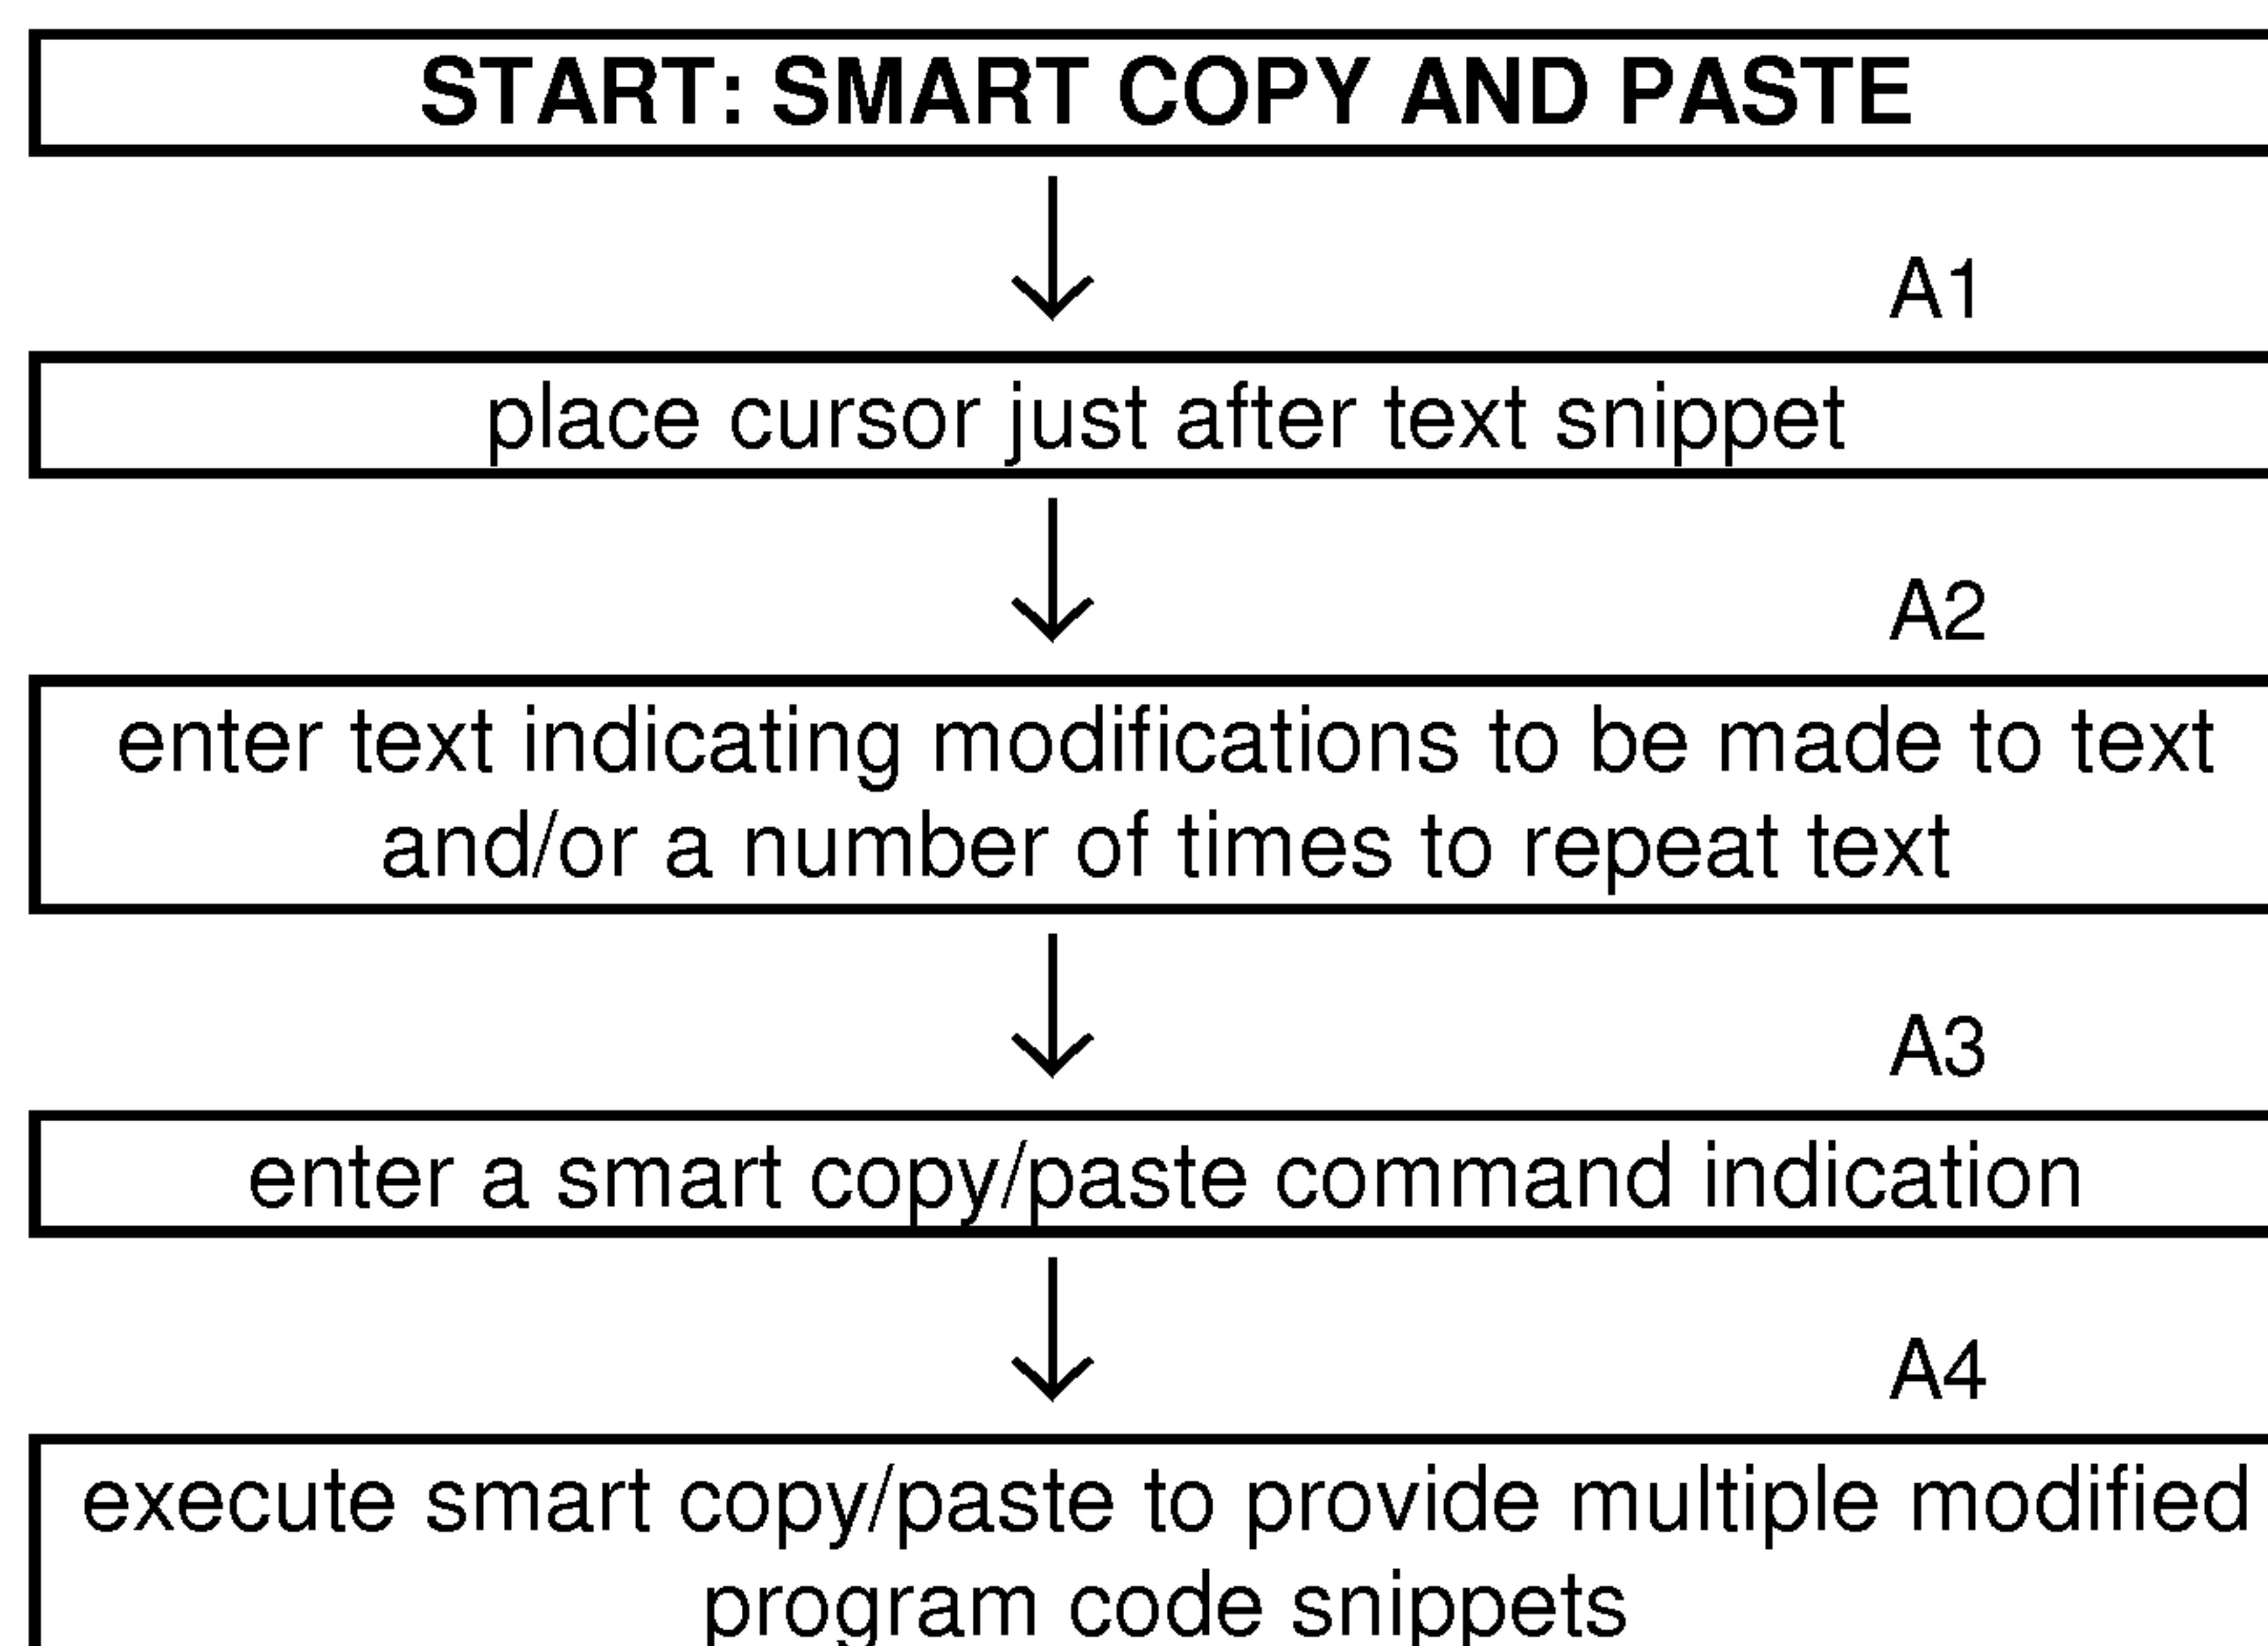 START: SMART COPY AND PASTE
A1
place cursor just after text snippet
A2
enter text indicating modifications to be made to text
and/or a number of times to repeat text
A3
enter a smart copy/paste command indication
A4
execute smart copy/paste to provide multiple modified
program code snippets